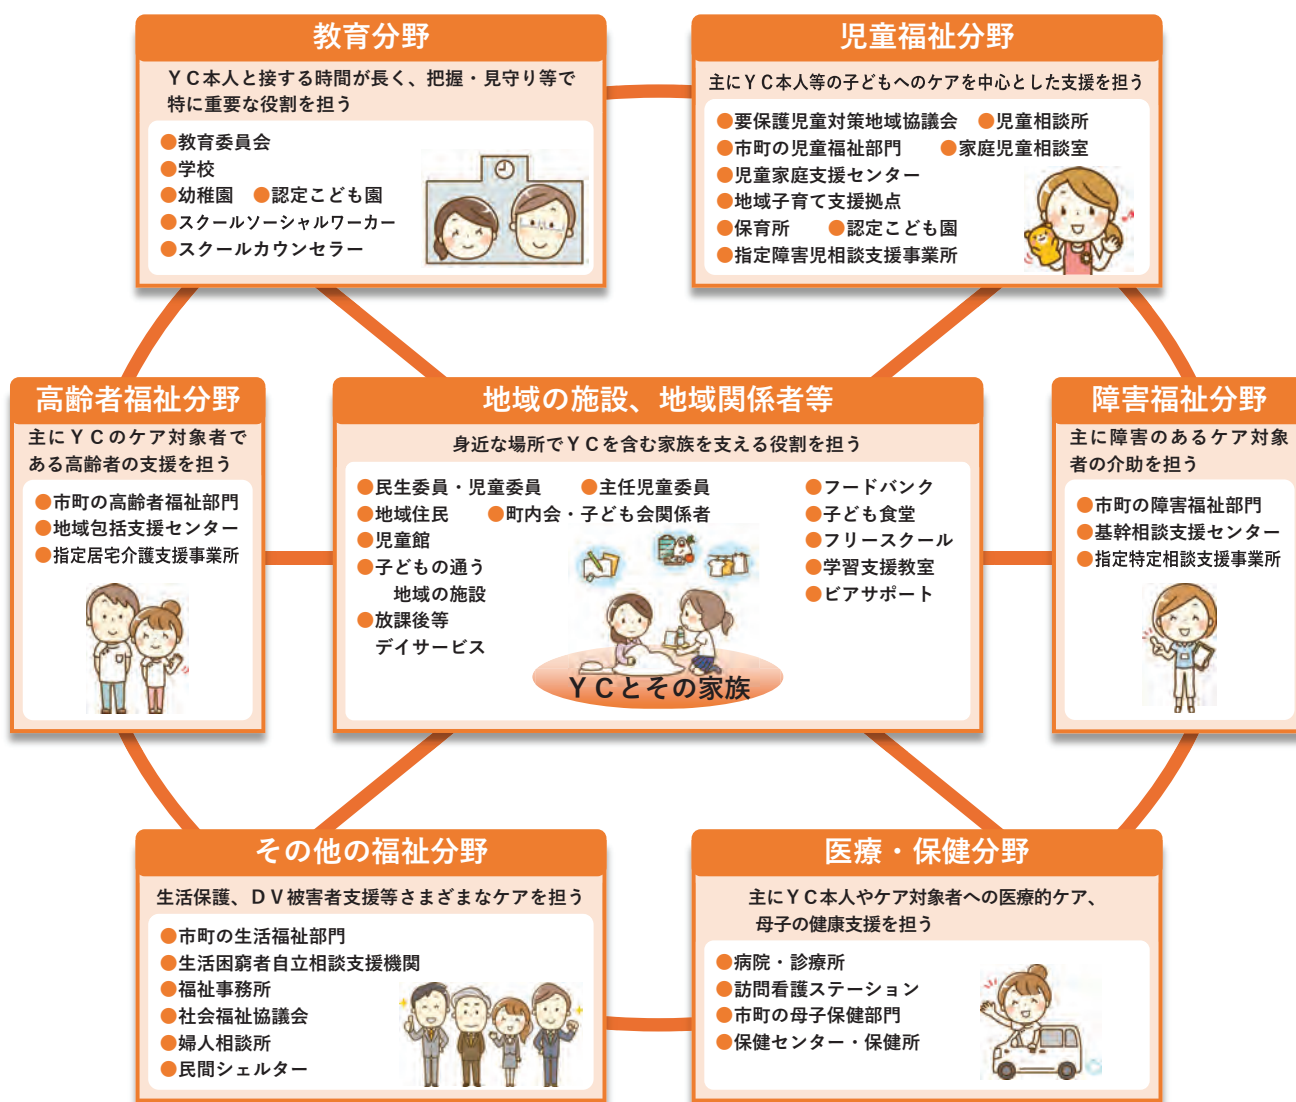 教育分野
ＹＣ本人と接する時間が長く、把握・見守り等で
特に重要な役割を担う
●教育委員会
●学校
●幼稚園　●認定こども園
●スクールソーシャルワーカー
●スクールカウンセラー
児童福祉分野
主にＹＣ本人等の子どもへのケアを中心とした支援を担う
●要保護児童対策地域協議会　●児童相談所
●市町の児童福祉部門　●家庭児童相談室
●児童家庭支援センター
●地域子育て支援拠点
●保育所　●認定こども園
●指定障害児相談支援事業所
高齢者福祉分野
主にＹＣのケア対象者で
ある高齢者の支援を担う
●市町の高齢者福祉部門
●地域包括支援センター
●指定居宅介護支援事業所
地域の施設、地域関係者等
身近な場所でＹＣを含む家族を支える役割を担う
●民生委員・児童委員　●主任児童委員
●地域住民　●町内会・子ども会関係者
●児童館
●子どもの通う
地域の施設
●放課後等
デイサービス
●フードバンク
●子ども食堂
●フリースクール
●学習支援教室
●ピアサポート
ＹＣとその家族
障害福祉分野
主に障害のあるケア対象
者の介助を担う
●市町の障害福祉部門
●基幹相談支援センター
●指定特定相談支援事業所
その他の福祉分野
生活保護、ＤＶ被害者支援等さまざまなケアを担う
●市町の生活福祉部門
●生活困窮者自立相談支援機関
●福祉事務所
●社会福祉協議会
●婦人相談所
●民間シェルター
医療・保健分野
主にＹＣ本人やケア対象者への医療的ケア、
母子の健康支援を担う
●病院・診療所
●訪問看護ステーション
●市町の母子保健部門
●保健センター・保健所